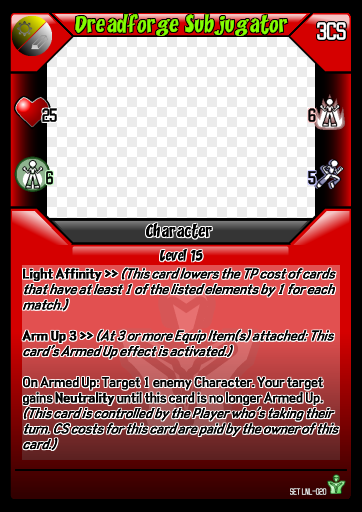 Dreadforge Subjugator
3CS
25
6
6
5
Character
Level 15
Light Affinity >> (This card lowers the TP cost of cards
that have at least 1 of the listed elements by 1 for each
match.)
Arm Up 3 >> (At 3 or more Equip Item(s) attached: This
card's Armed Up effect is activated.)
On Armed Up: Target 1 enemy Character. Your target
gains Neutrality until this card is no longer Armed Up.
(This card is controlled by the Player who's taking their
turn. CS costs for this card are paid by the owner of this
card.)
SET LNL-020